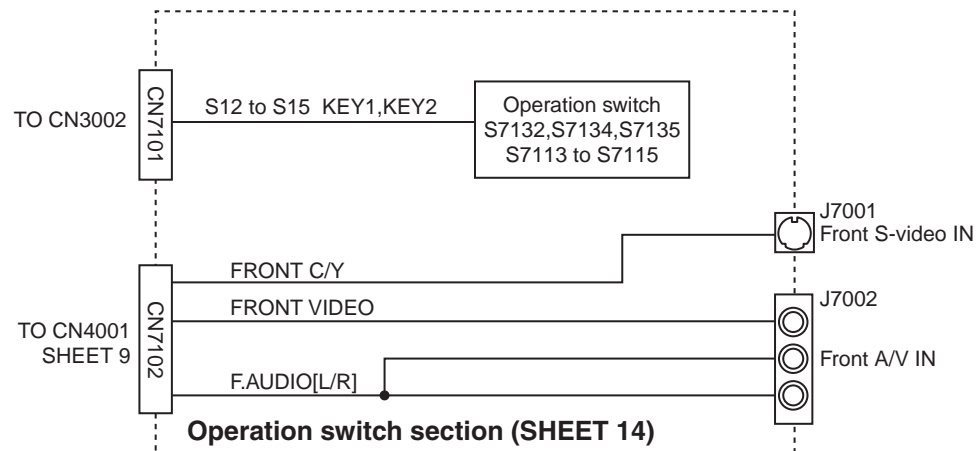 TO CN3002
CN7101
S12 to S15 KEY1,KEY2
Operation switch
S7132,S7134,S7135
S7113 to S7115
J7001
Front S-video IN
FRONT C/Y
FRONT VIDEO
J7002
TO CN4001
SHEET 9
CN7102
Front A/V IN
F.AUDIO[L/R]
Operation switch section (SHEET 14)